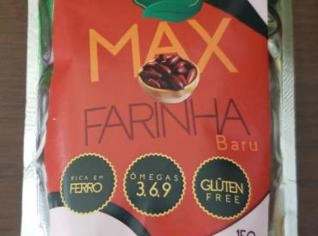 MAX
FARINHA
Baru
RICA EM
FERRO
ÔMEGAS
3,6,9
GLÚTEN
FREE